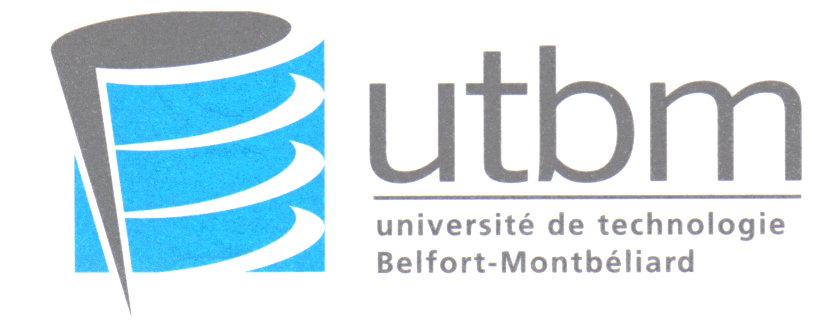 utbm
université de technologie
Belfort-Montbéliard